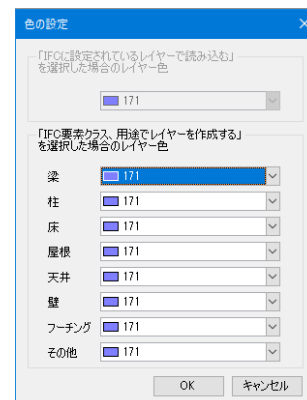 色の設定
「IFCに設定されているレイヤーで読み込む」
を選択した場合のレイヤー色
171
「IFC要素クラス、用途でレイヤーを作成する」
を選択した場合のレイヤー色
梁 171
柱 171
床 171
屋根 171
天井 171
壁 171
フーチング 171
その他 171
OK キャンセル